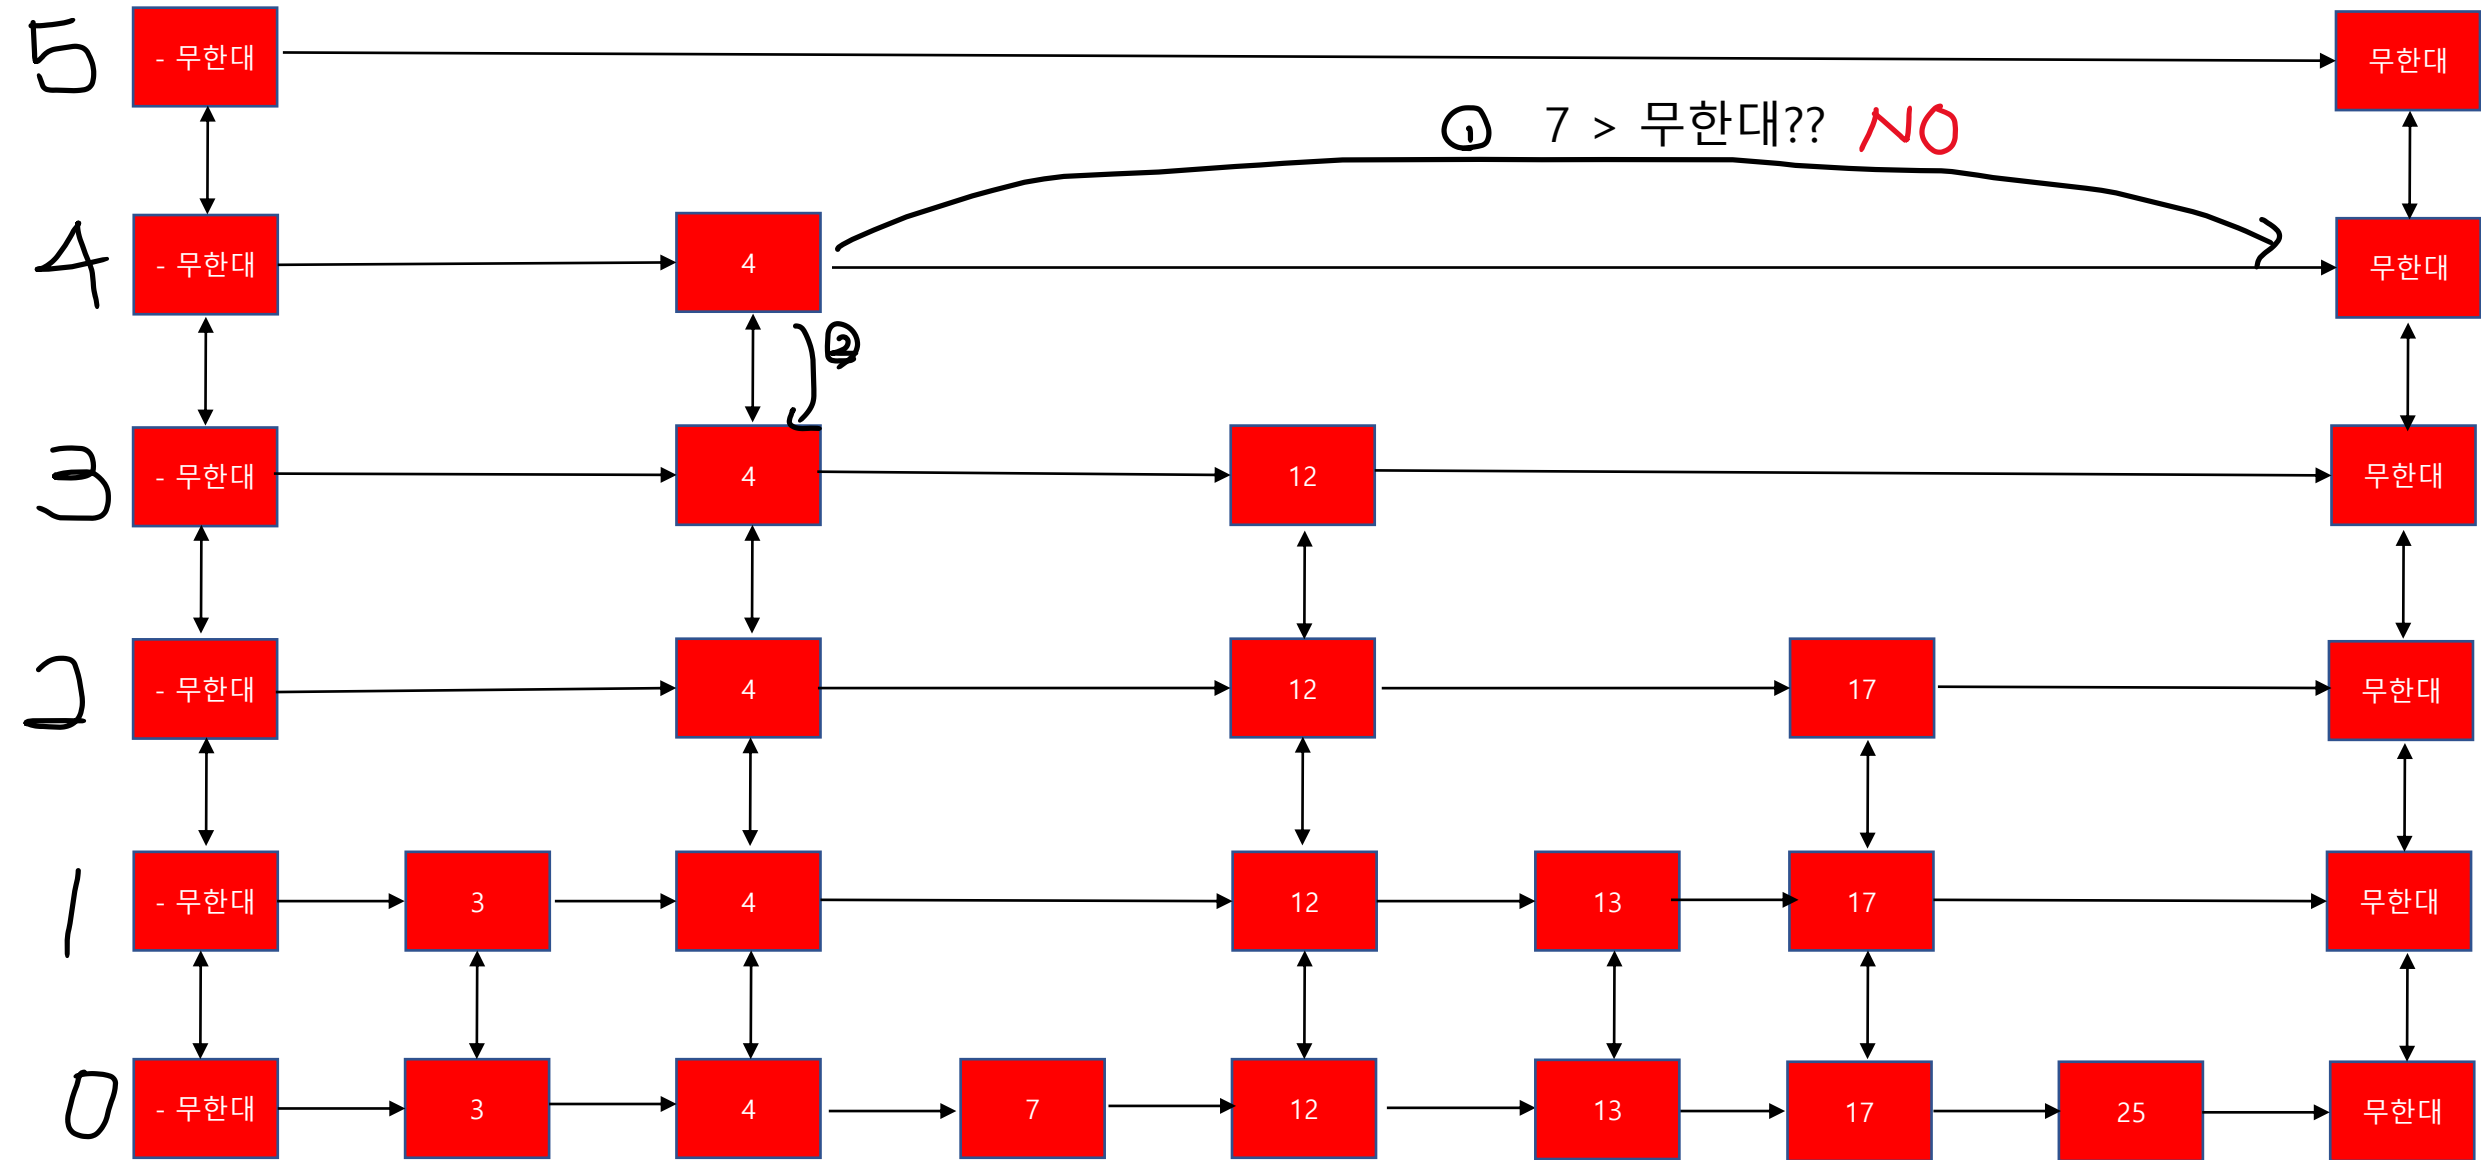 5 - 무한대 무한대
① 7 > 무한대?? NO
4 - 무한대 4 무한대
②
3 - 무한대 4 12 무한대
2 - 무한대 4 12 17 무한대
1 - 무한대 3 4 12 13 17 무한대
0 - 무한대 3 4 7 12 13 17 25 무한대